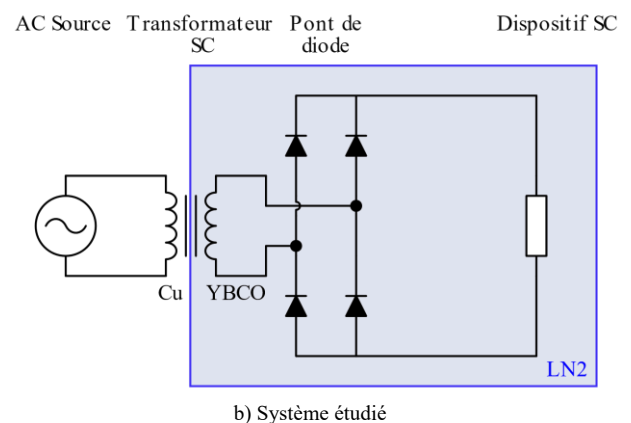 AC Source Transformateur Pont de Dispositif SC
SC diode
Cu YBCO
LN2
b) Système étudié